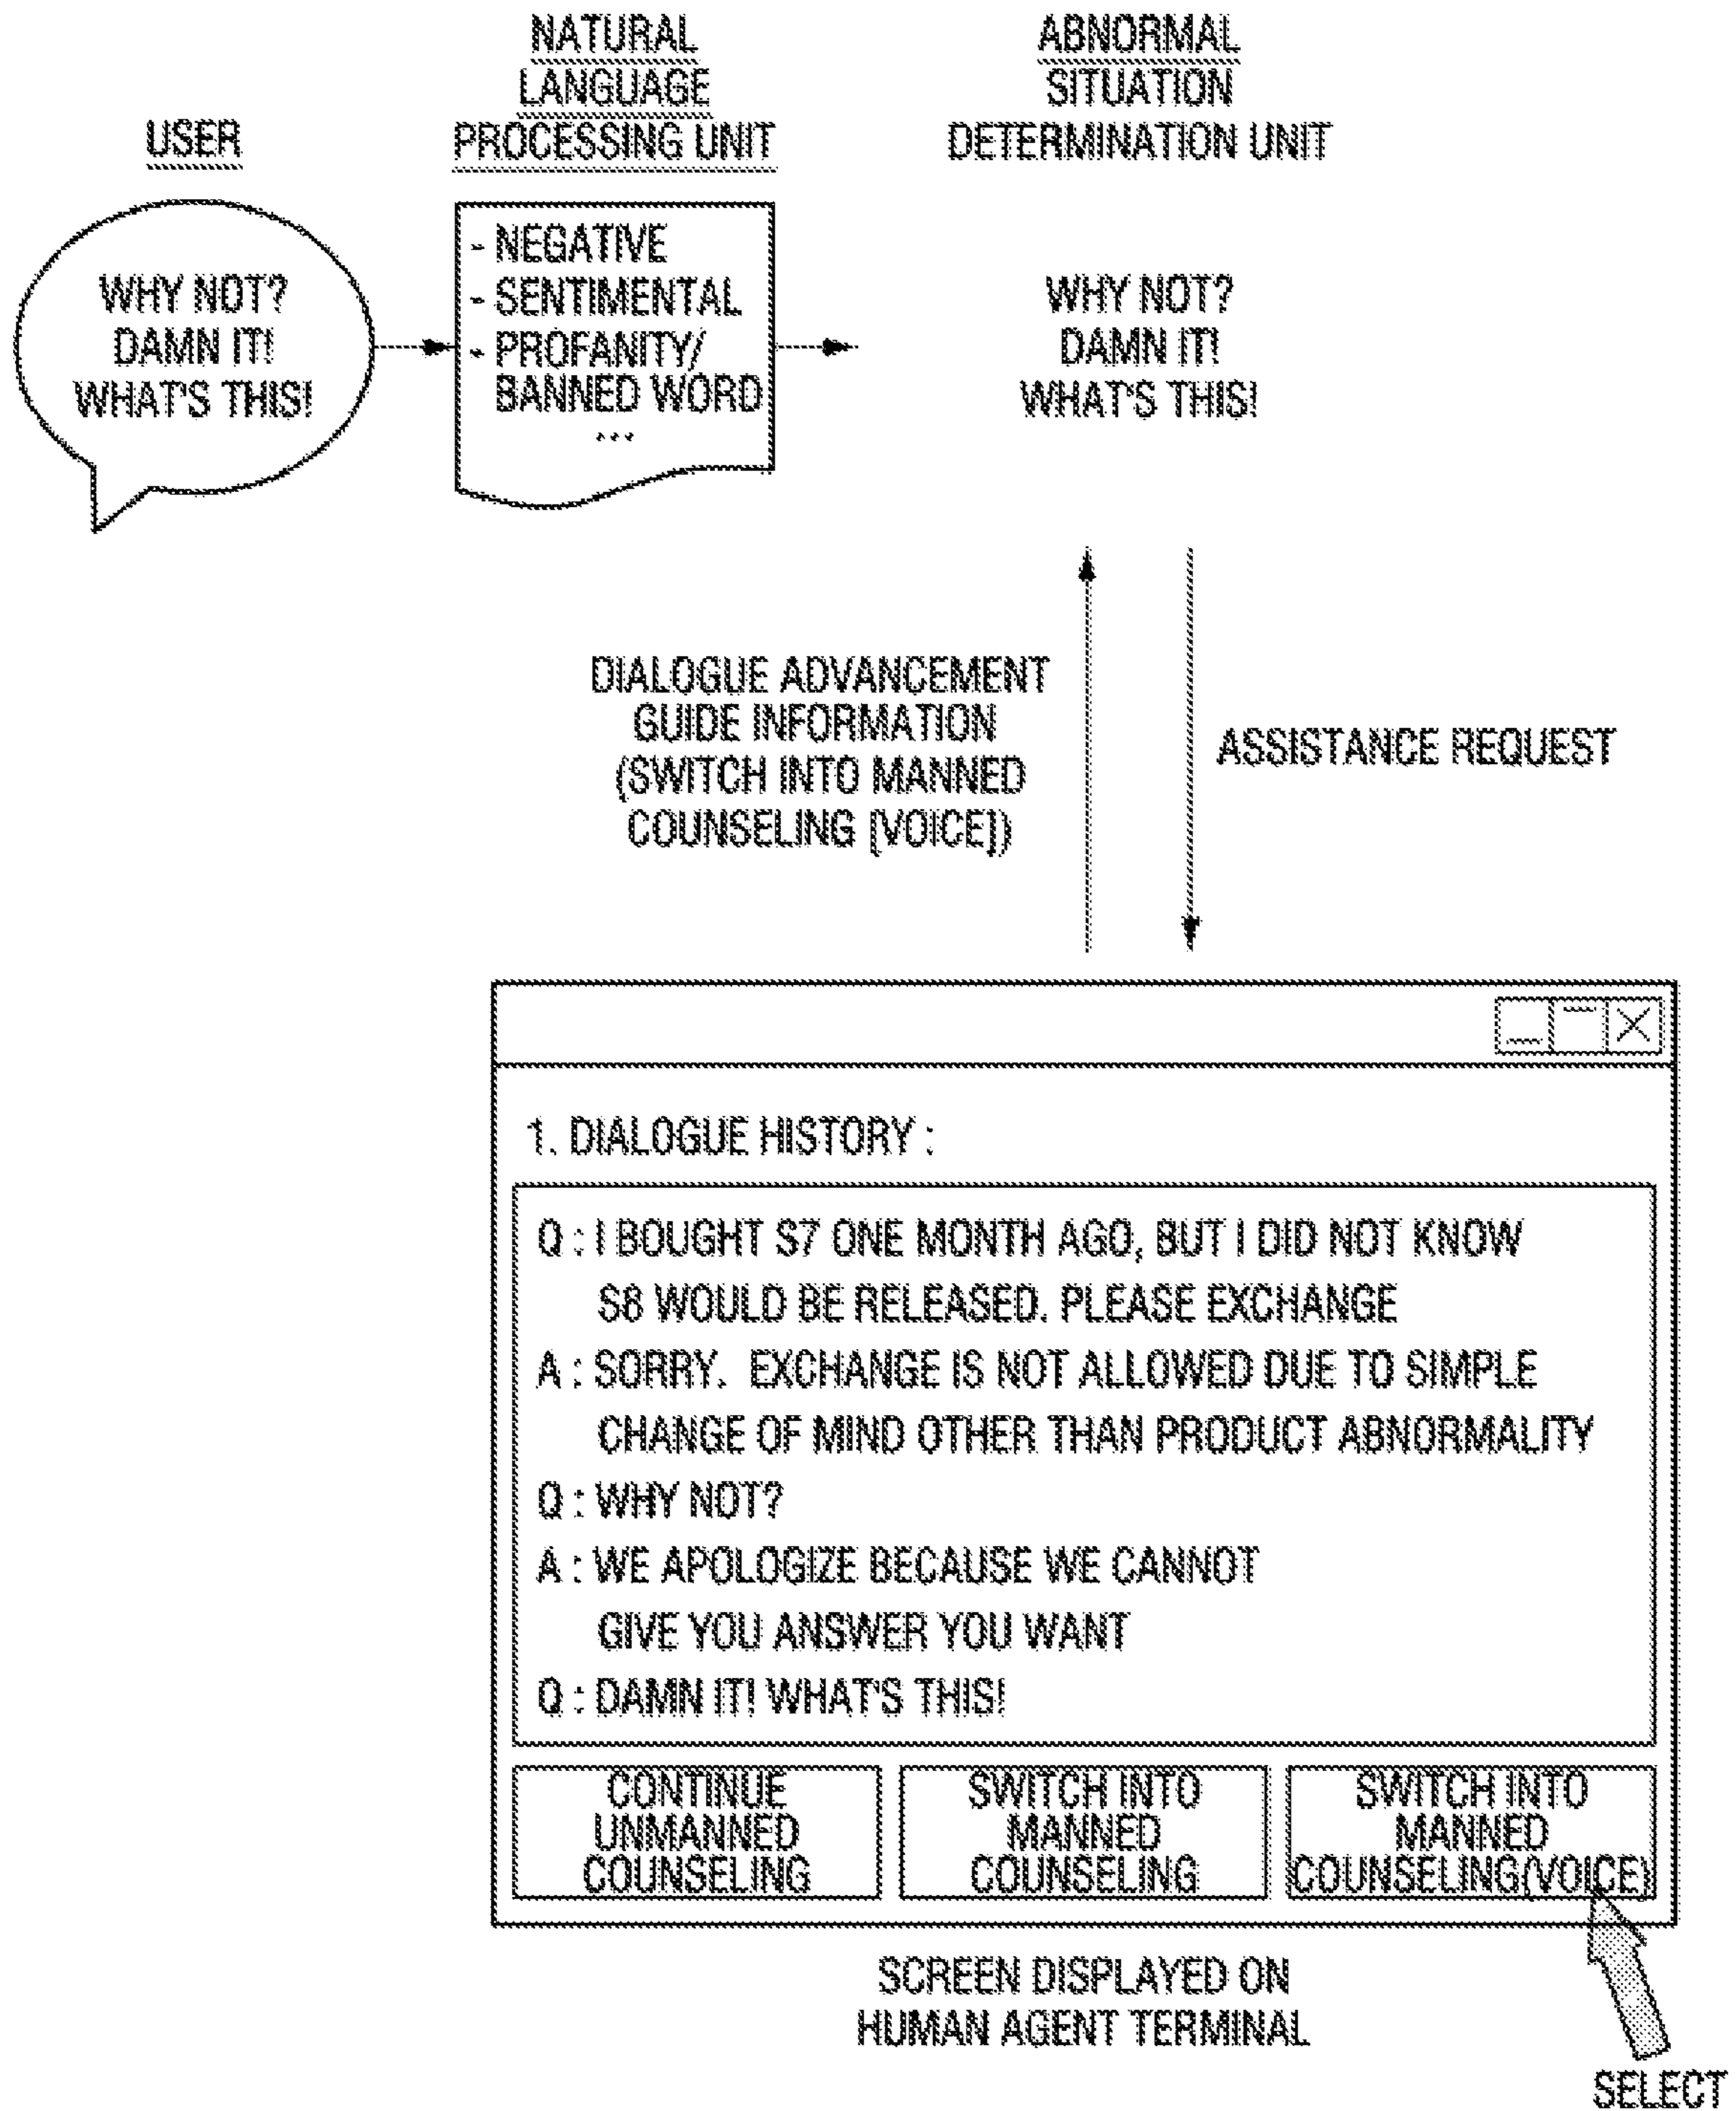 USER
NATURAL
LANGUAGE
PROCESSING UNIT
ABNORMAL
SITUATION
DETERMINATION UNIT
WHY NOT?
DAMN IT!
WHAT'S THIS!
- NEGATIVE
- SENTIMENTAL
- PROFANITY/
BANNED WORD
...
WHY NOT?
DAMN IT!
WHAT'S THIS!
DIALOGUE ADVANCEMENT
GUIDE INFORMATION
(SWITCH INTO MANNED
COUNSELING [VOICE])
ASSISTANCE REQUEST
1. DIALOGUE HISTORY :
Q : I BOUGHT S7 ONE MONTH AGO, BUT I DID NOT KNOW
S8 WOULD BE RELEASED. PLEASE EXCHANGE
A : SORRY. EXCHANGE IS NOT ALLOWED DUE TO SIMPLE
CHANGE OF MIND OTHER THAN PRODUCT ABNORMALITY
Q : WHY NOT?
A : WE APOLOGIZE BECAUSE WE CANNOT
GIVE YOU ANSWER YOU WANT
Q : DAMN IT! WHAT'S THIS!
CONTINUE
UNMANNED
COUNSELING
SWITCH INTO
MANNED
COUNSELING
SWITCH INTO
MANNED
COUNSELING(VOICE)
SCREEN DISPLAYED ON
HUMAN AGENT TERMINAL
SELECT